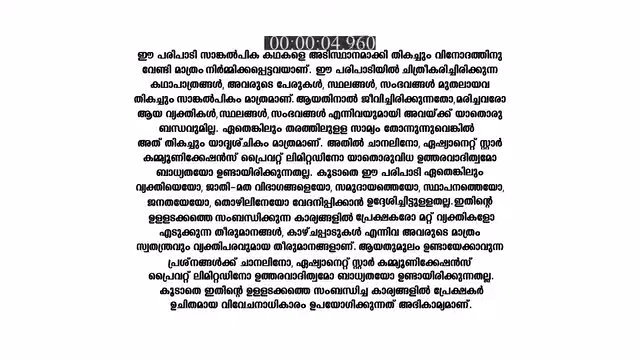 00:00:04.960
ഈ പരിപാടി സാങ്കൽപിക കഥകളെ അടിസ്ഥാനമാക്കി തികച്ചും വിനോദത്തിനു
വേണ്ടി മാത്രം നിർമ്മിക്കപ്പെട്ടവയാണ്. ഈ പരിപാടിയിൽ ചിത്രീകരിച്ചിരിക്കുന്ന
കഥാപാത്രങ്ങൾ, അവരുടെ പേരുകൾ, സ്ഥലങ്ങൾ, സംഭവങ്ങൾ മുതലായവ
തികച്ചും സാങ്കൽപികം മാത്രമാണ്. ആയതിനാൽ ജീവിച്ചിരിക്കുന്നതോ,മരിച്ചവരോ
ആയ വ്യക്തികൾ,സ്ഥലങ്ങൾ,സംഭവങ്ങൾ എന്നിവയുമായി അവയ്ക്ക് യാതൊരു
ബന്ധവുമില്ല. ഏതെങ്കിലും തരത്തിലുളള സാമ്യം തോന്നുന്നുവെങ്കിൽ
അത് തികച്ചും യാദൃശ്ചികം മാത്രമാണ്. അതിൽ ചാനലിനോ, ഏഷ്യാനെറ്റ് സ്റ്റാർ
കമ്മ്യൂണിക്കേഷൻസ് പ്രൈവറ്റ് ലിമിറ്റഡിനോ യാതൊരുവിധ ഉത്തരവാദിത്വമോ
ബാധ്യതയോ ഉണ്ടായിരിക്കുന്നതല്ല. കൂടാതെ ഈ പരിപാടി ഏതെങ്കിലും
വ്യക്തിയെയോ, ജാതി-മത വിഭാഗങ്ങളെയോ, സമുദായത്തെയോ, സ്ഥാപനത്തെയോ,
ജനതയേയോ, തൊഴിലിനേയോ വേദനിപ്പിക്കാൻ ഉദ്ദേശിച്ചിട്ടുളളതല്ല.ഇതിന്റെ
ഉളളടക്കത്തെ സംബന്ധിക്കുന്ന കാര്യങ്ങളിൽ പ്രേക്ഷകരോ മറ്റ് വ്യക്തികളോ
എടുക്കുന്ന തീരുമാനങ്ങൾ, കാഴ്ചപ്പാടുകൾ എന്നിവ അവരുടെ മാത്രം
സ്വതന്ത്രവും വ്യക്തിപരവുമായ തീരുമാനങ്ങളാണ്. ആയതുമൂലം ഉണ്ടായേക്കാവുന്ന
പ്രശ്നങ്ങൾക്ക് ചാനലിനോ, ഏഷ്യാനെറ്റ് സ്റ്റാർ കമ്മ്യൂണിക്കേഷൻസ്
പ്രൈവറ്റ് ലിമിറ്റഡിനോ ഉത്തരവാദിത്വമോ ബാധ്യതയോ ഉണ്ടായിരിക്കുന്നതല്ല.
കൂടാതെ ഇതിന്റെ ഉളളടക്കത്തെ സംബന്ധിച്ച കാര്യങ്ങളിൽ പ്രേക്ഷകർ
ഉചിതമായ വിവേചനാധികാരം ഉപയോഗിക്കുന്നത് അഭികാമ്യമാണ്.